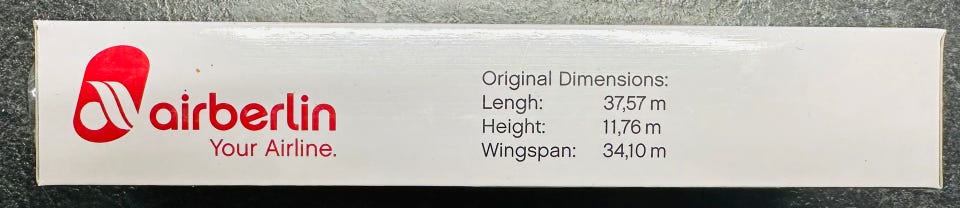 airberlin
Your Airline.
Original Dimensions:
Lengh: 37,57 m
Height: 11,76 m
Wingspan: 34,10 m